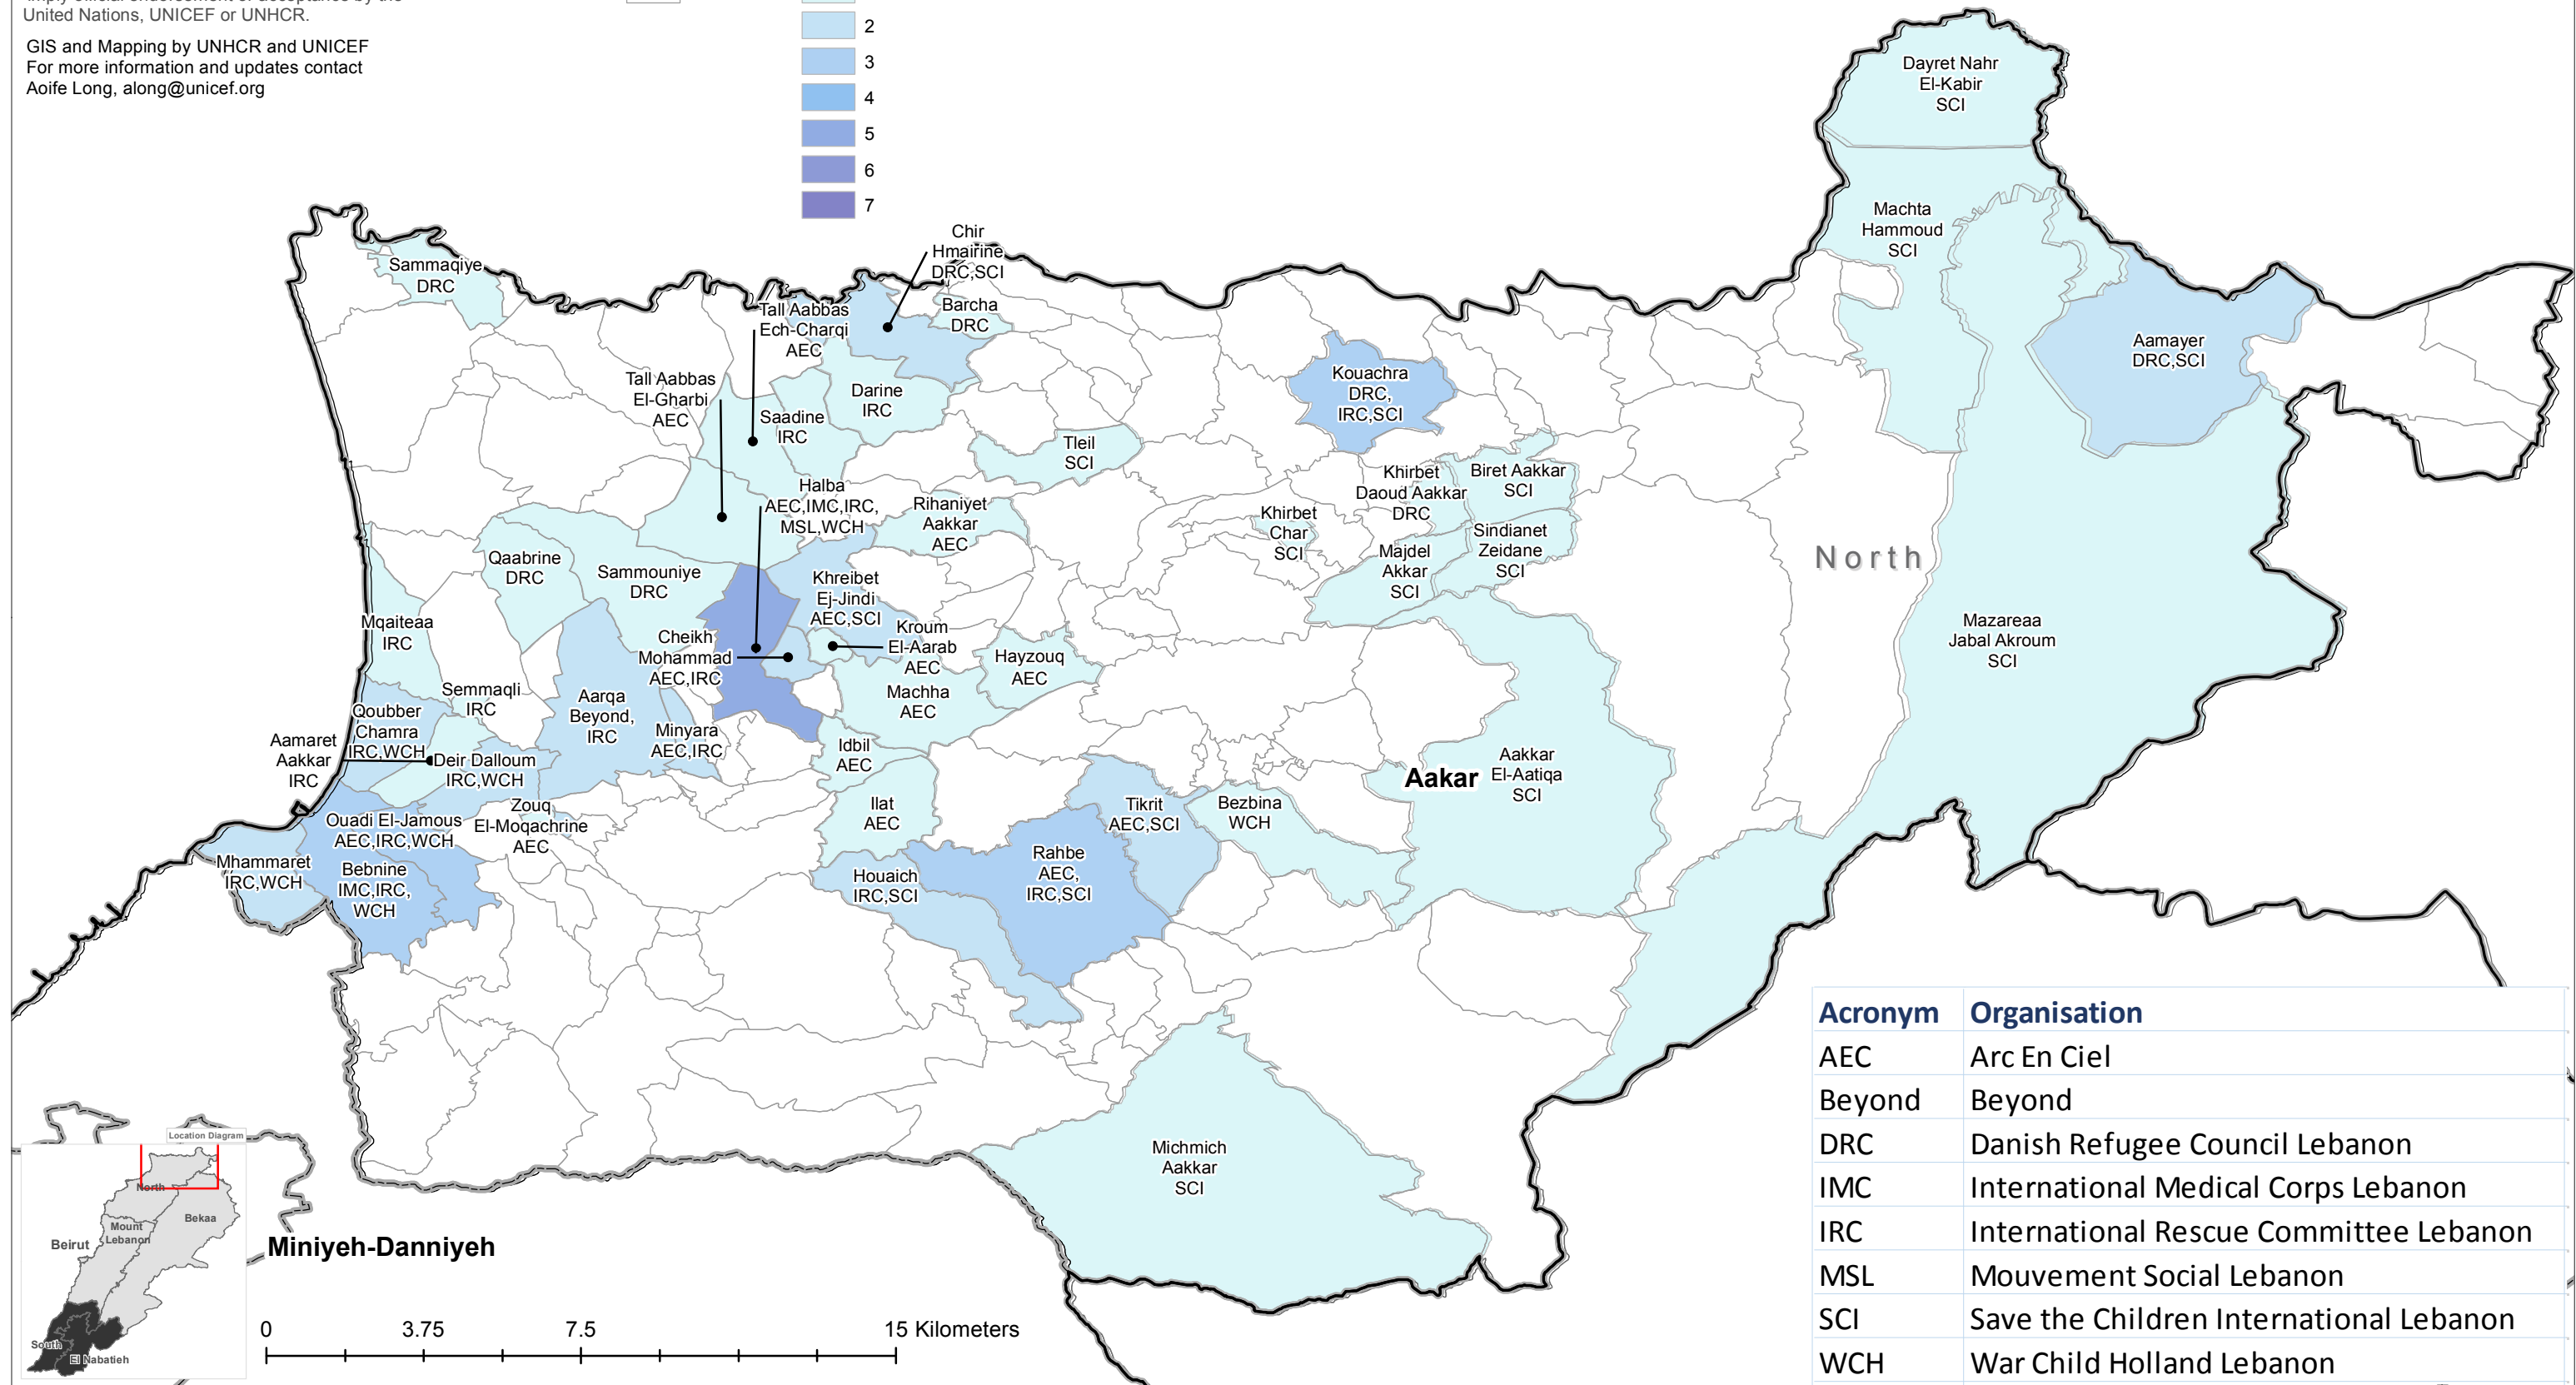 United Nations, UNICEF or UNHCR.
GIS and Mapping by UNHCR and UNICEF
For more information and updates contact
Aoife Long, along@unicef.org
2
3
4
5
6
7
Dayret Nahr
El-Kabir
SCI
Machta
Hammoud
SCI
Chir
Hmairine
DRC,SCI
Sammaqiye
DRC
Barcha
DRC
Tall Aabbas
Ech-Charqi
AEC
Aamayer
DRC,SCI
Tall Aabbas
El-Gharbi
AEC
Saadine
IRC
Darine
IRC
Kouachra
DRC,
IRC,SCI
Tleil
SCI
Halba
AEC,IMC,IRC,
MSL,WCH
Rihaniyet
Aakkar
AEC
Khirbet
Char
SCI
Khirbet
Daoud Aakkar
DRC
Biret Aakkar
SCI
Sindianet
Zeidane
SCI
Majdel
Akkar
SCI
North
Qaabrine
DRC
Sammouniye
DRC
Khreibet
Ej-Jindi
AEC,SCI
Mqaiteaa
IRC
Cheikh
Mohammad
AEC,IRC
Kroum
El-Aarab
AEC
Hayzouq
AEC
Mazareaa
Jabal Akroum
SCI
Semmaqli
IRC
Aarqa
Beyond,
IRC
Machha
AEC
Qoubber
Chamra
IRC,WCH
Minyara
AEC,IRC
Aamaret
Aakkar
IRC
Deir Dalloum
IRC,WCH
Idbil
AEC
Aakar
Aakkar
El-Aatiqa
SCI
Zouq
El-Moqachrine
AEC
Ilat
AEC
Tikrit
AEC,SCI
Bezbina
WCH
Ouadi El-Jamous
AEC,IRC,WCH
Mhammaret
IRC,WCH
Bebnine
IMC,IRC,
WCH
Houaich
IRC,SCI
Rahbe
AEC,
IRC,SCI
Michmich
Aakkar
SCI
Acronym Organisation
AEC Arc En Ciel
Beyond Beyond
DRC Danish Refugee Council Lebanon
IMC International Medical Corps Lebanon
IRC International Rescue Committee Lebanon
MSL Mouvement Social Lebanon
SCI Save the Children International Lebanon
WCH War Child Holland Lebanon
Location Diagram
North
Mount
Lebanon
Bekaa
Beirut
South
El Nabatieh
Miniyeh-Danniyeh
0 3.75 7.5 15 Kilometers